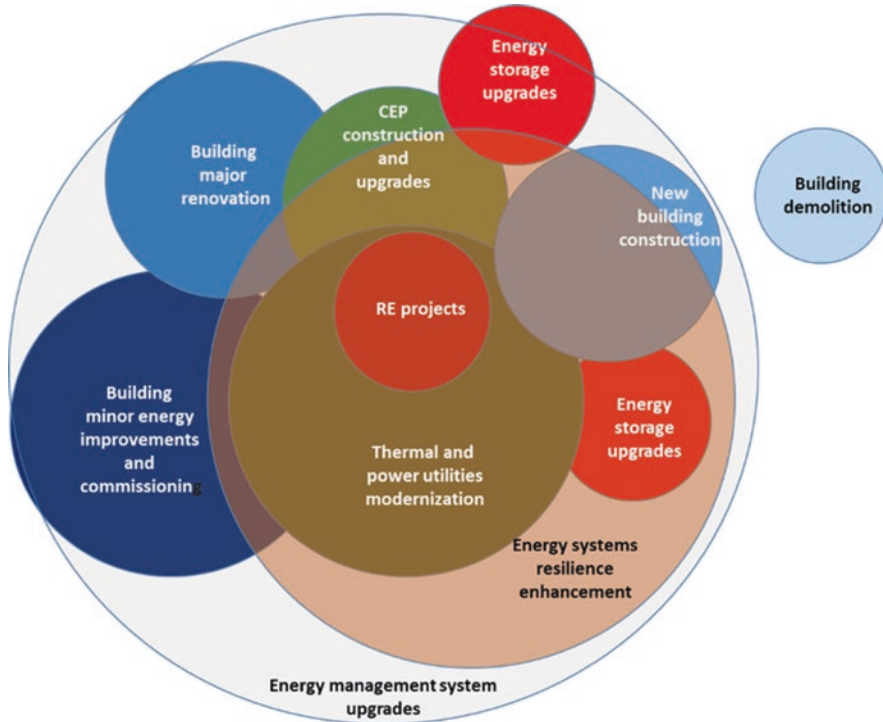 Energy
storage
upgrades
CEP
construction
and
upgrades
Building
major
renovation
New
building
construction
Building
demolition
RE projects
Building
minor energy
improvements
and
commissioning
Energy
storage
upgrades
Thermal and
power utilities
modernization
Energy systems
resilience
enhancement
Energy management system
upgrades